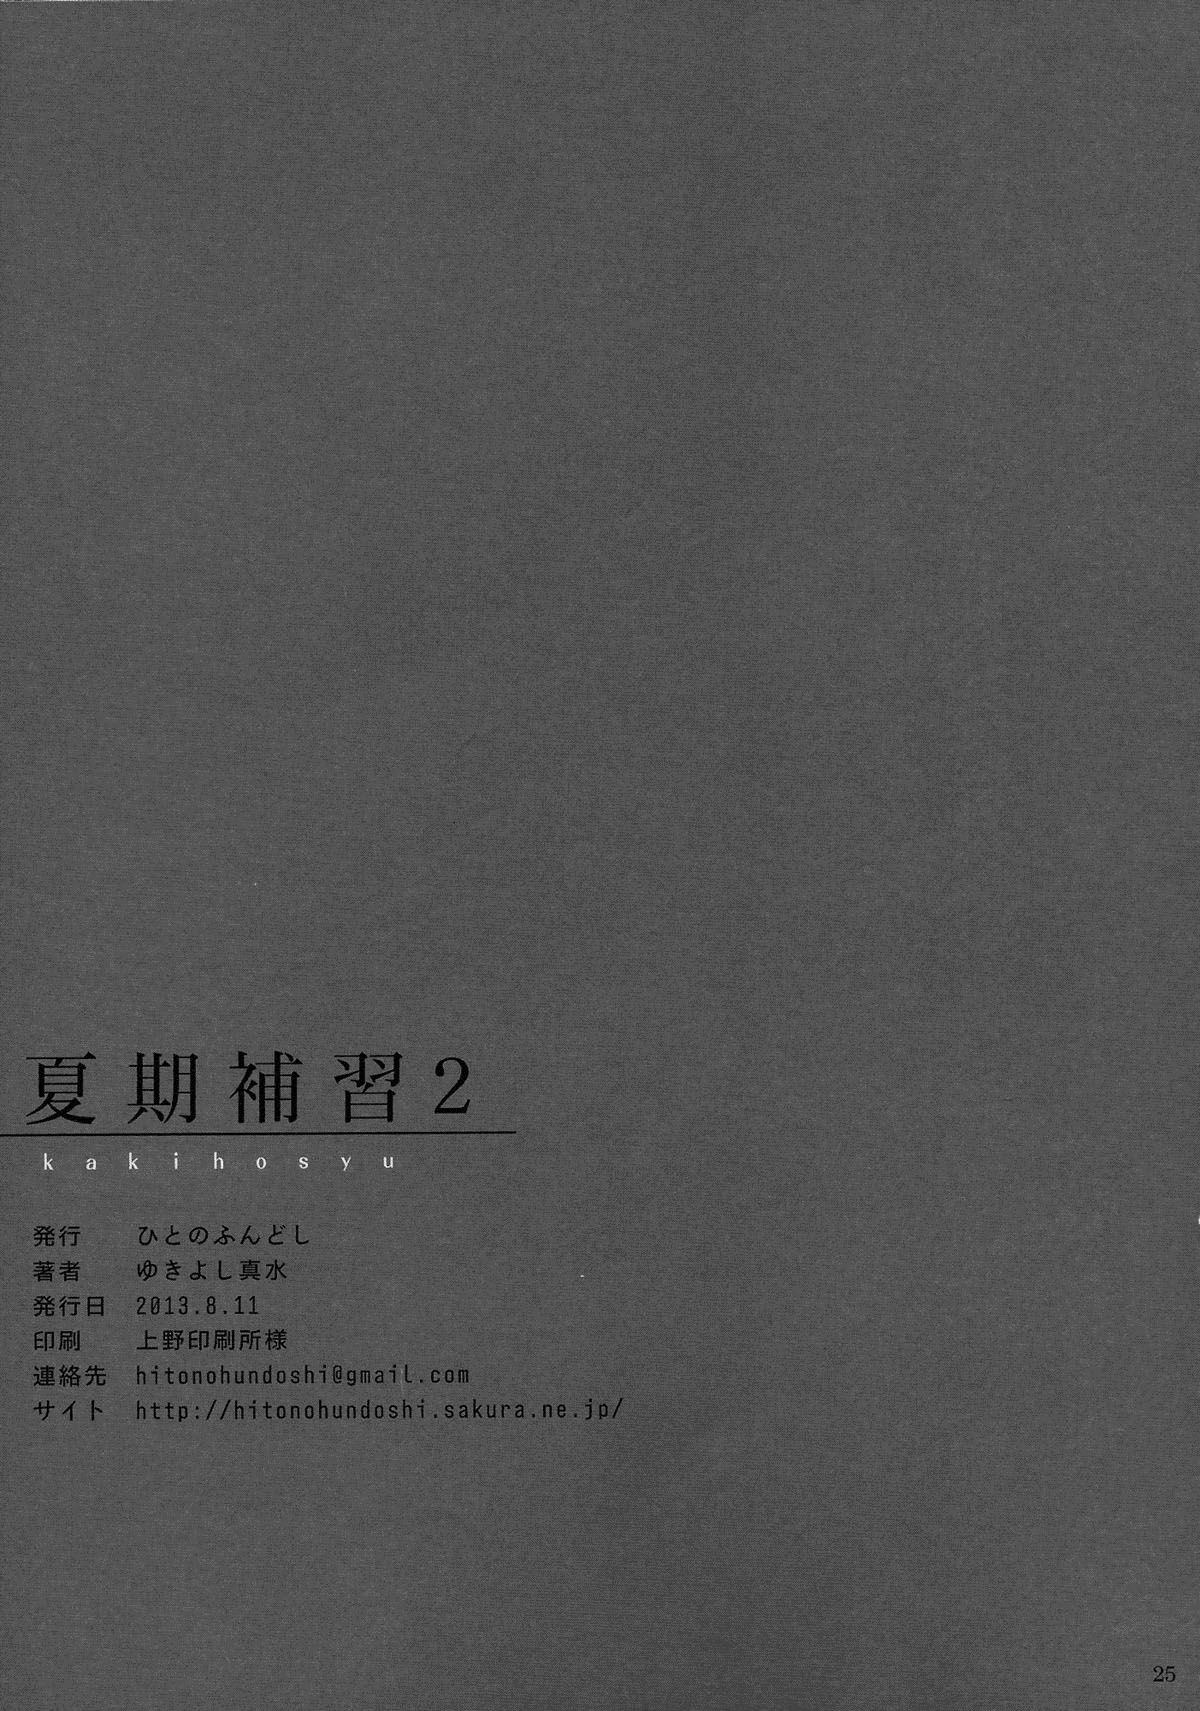 夏期補習2
kakihosyu
発行 ひとのふんどし
著者 ゆきよし真水
発行日 2013.8.11
印刷 上野印刷所様
連絡先 hitonohundoshi@gmail.com
サイト http://hitonohundoshi.sakura.ne.jp/
25